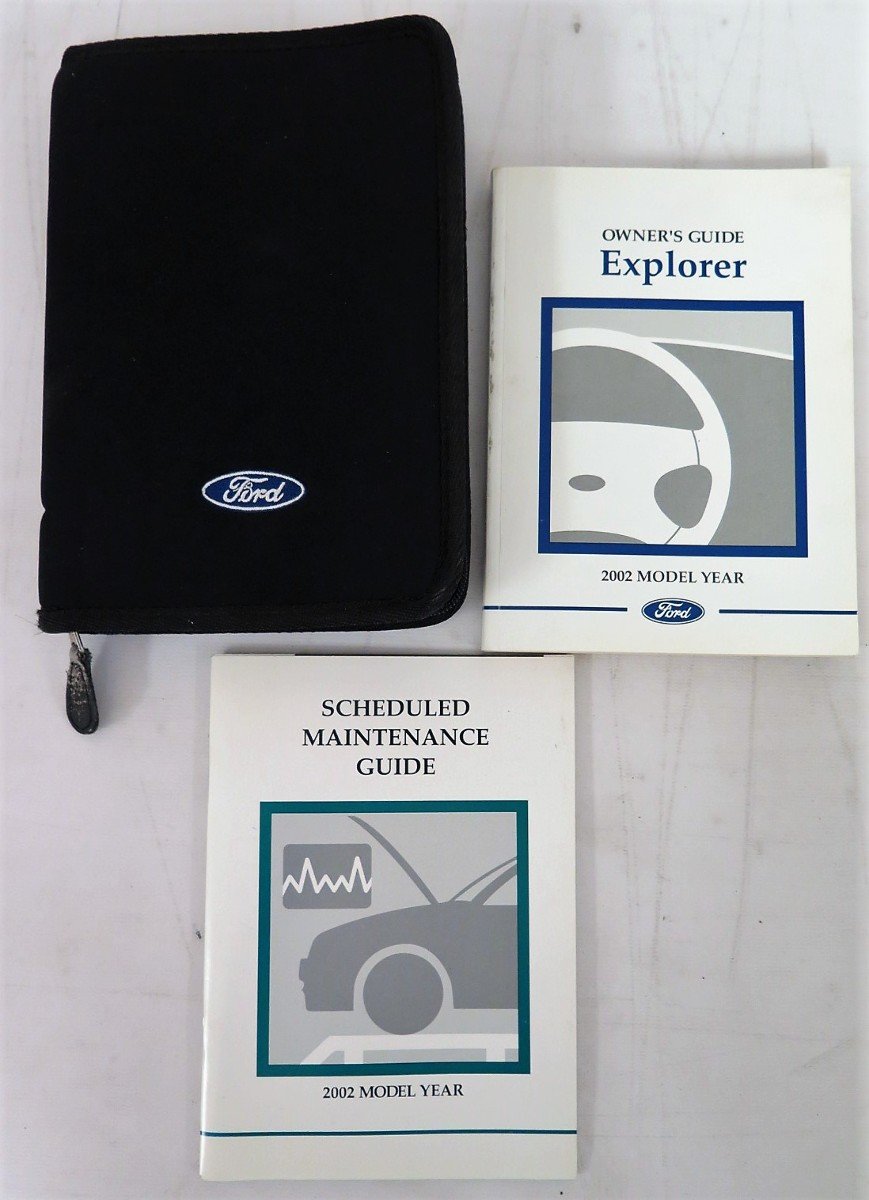 Ford
OWNER'S GUIDE
Explorer
2002 MODEL YEAR
Ford
SCHEDULED
MAINTENANCE
GUIDE
2002 MODEL YEAR